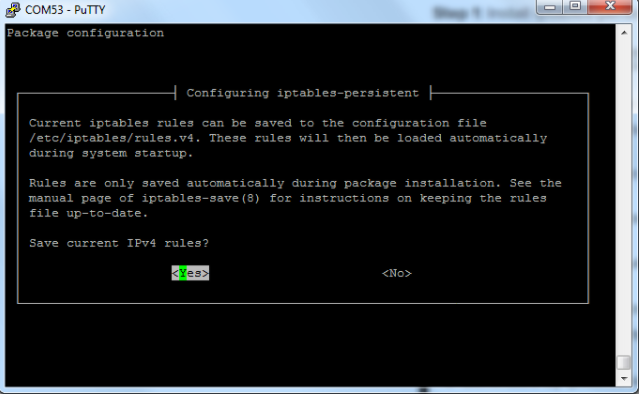 COM53 - PuTTY
Step 1 Install
Package configuration
Configuring iptables-persistent
Current iptables rules can be saved to the configuration file
/etc/iptables/rules.v4. These rules will then be loaded automatically
during system startup.
Rules are only saved automatically during package installation. See the
manual page of iptables-save(8) for instructions on keeping the rules
file up-to-date.
Save current IPv4 rules?
<Yes> <No>